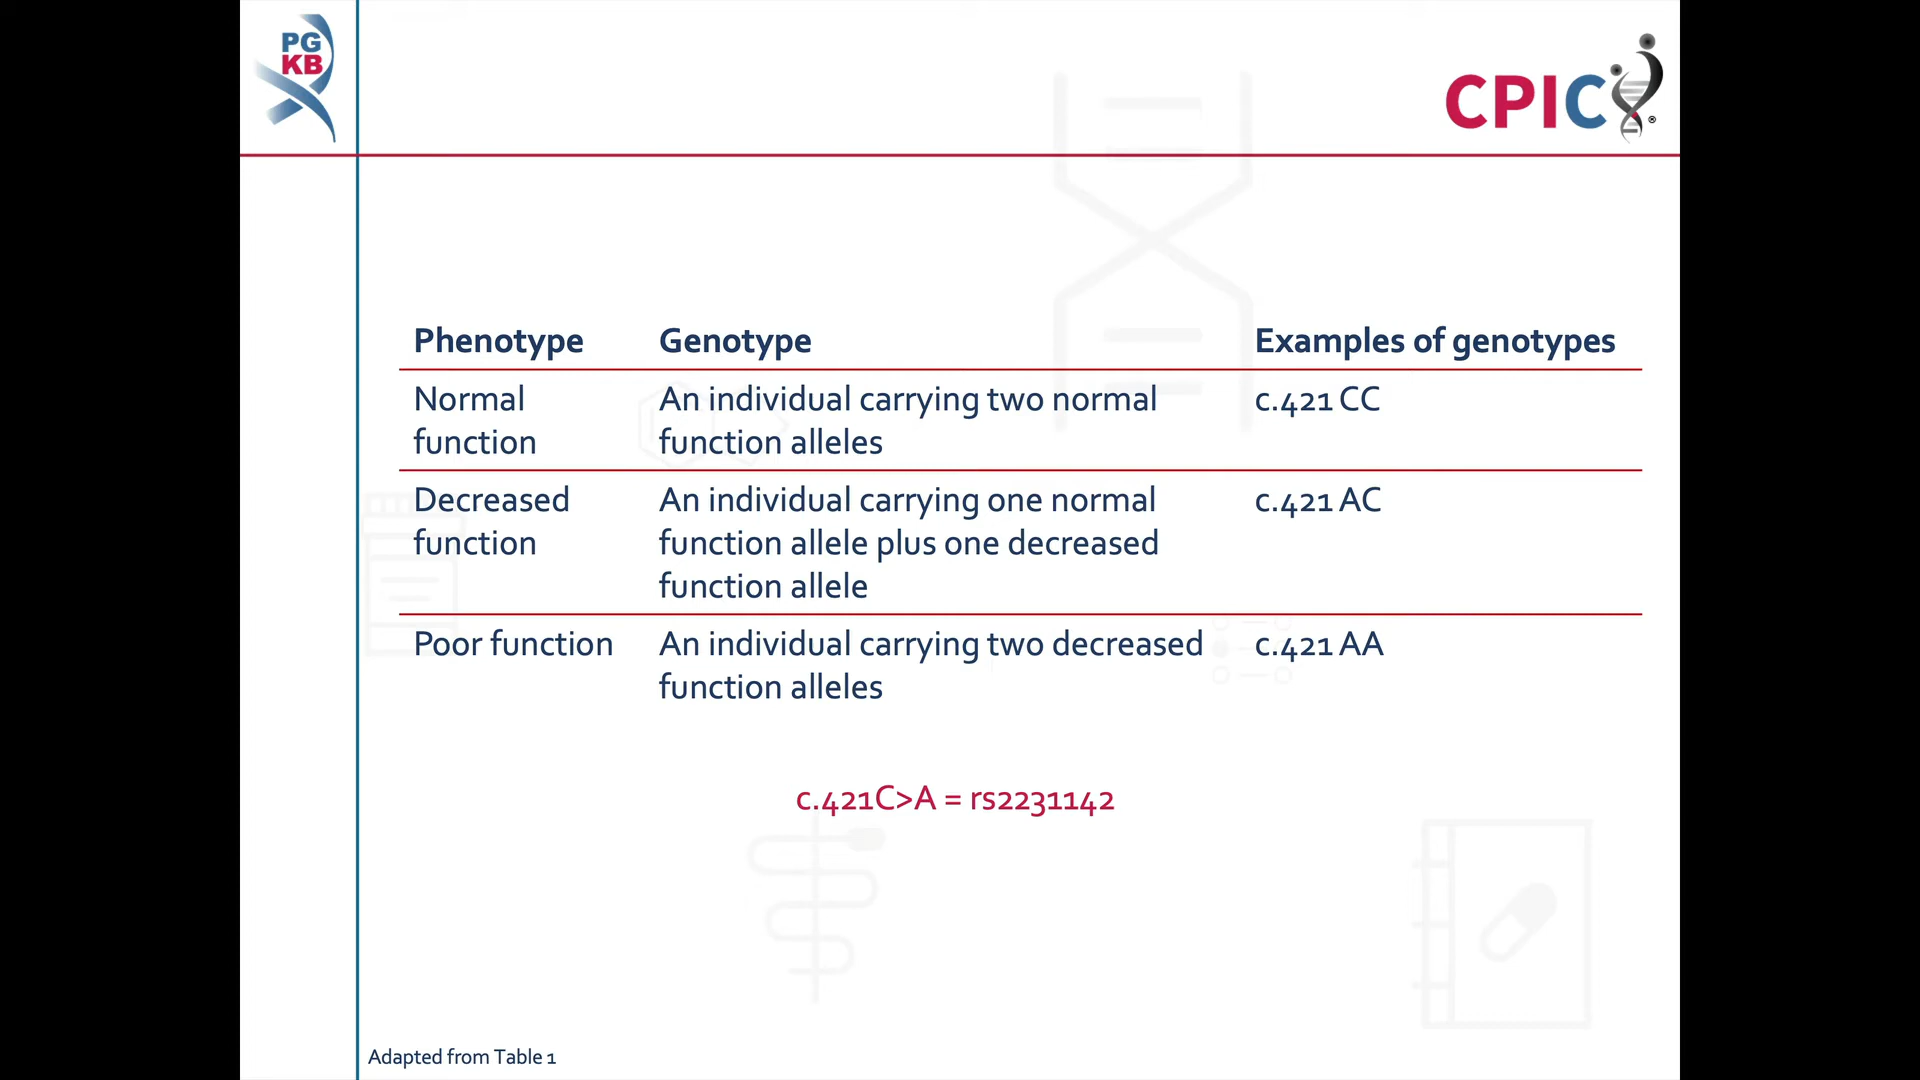 PG
KB
CPIC®
Phenotype Genotype Examples of genotypes
Normal function An individual carrying two normal function alleles c.421 CC
Decreased function An individual carrying one normal function allele plus one decreased function allele c.421 AC
Poor function An individual carrying two decreased function alleles c.421 AA
c.421C>A = rs2231142
Adapted from Table 1